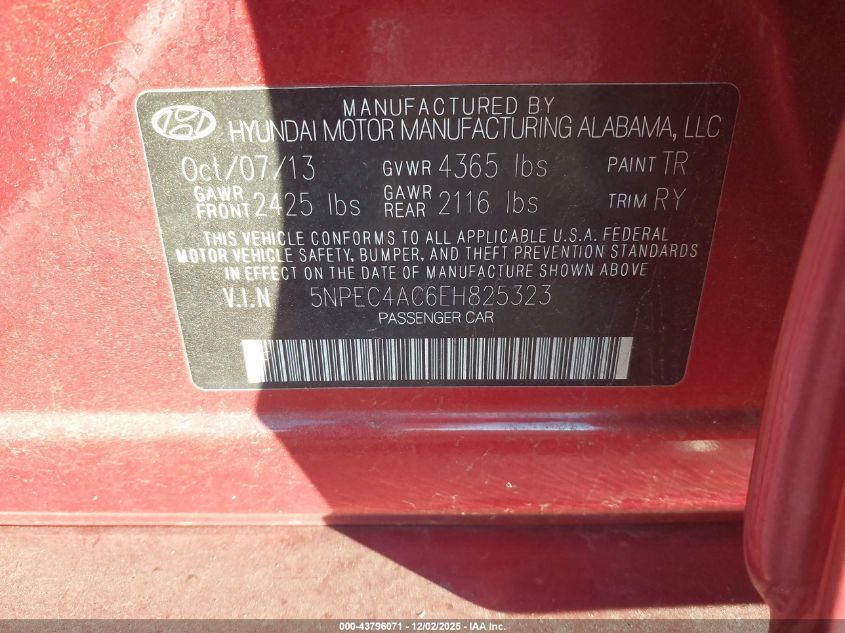 MANUFACTURED BY
HYUNDAI MOTOR MANUFACTURING ALABAMA, LLC
Oct/07/13 GVWR 4365 lbs PAINT TR
GAWR FRONT 2425 lbs GAWR REAR 2116 lbs TRIM RY
THIS VEHICLE CONFORMS TO ALL APPLICABLE U.S.A. FEDERAL
MOTOR VEHICLE SAFETY, BUMPER, AND THEFT PREVENTION STANDARDS
IN EFFECT ON THE DATE OF MANUFACTURE SHOWN ABOVE
V.I.N 5NPEC4AC6EH825323
PASSENGER CAR
000-43796071 - 12/02/2025 - IAA Inc.